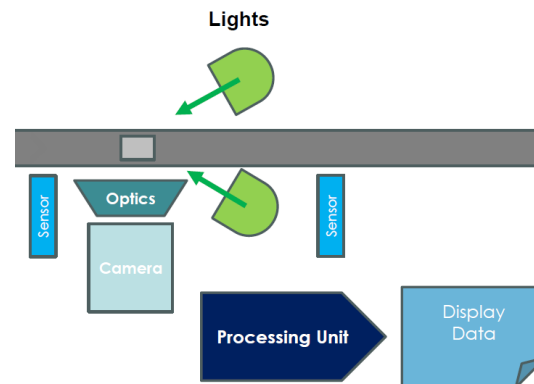 Lights
Sensor
Optics
Sensor
Camera
Processing Unit
Display
Data